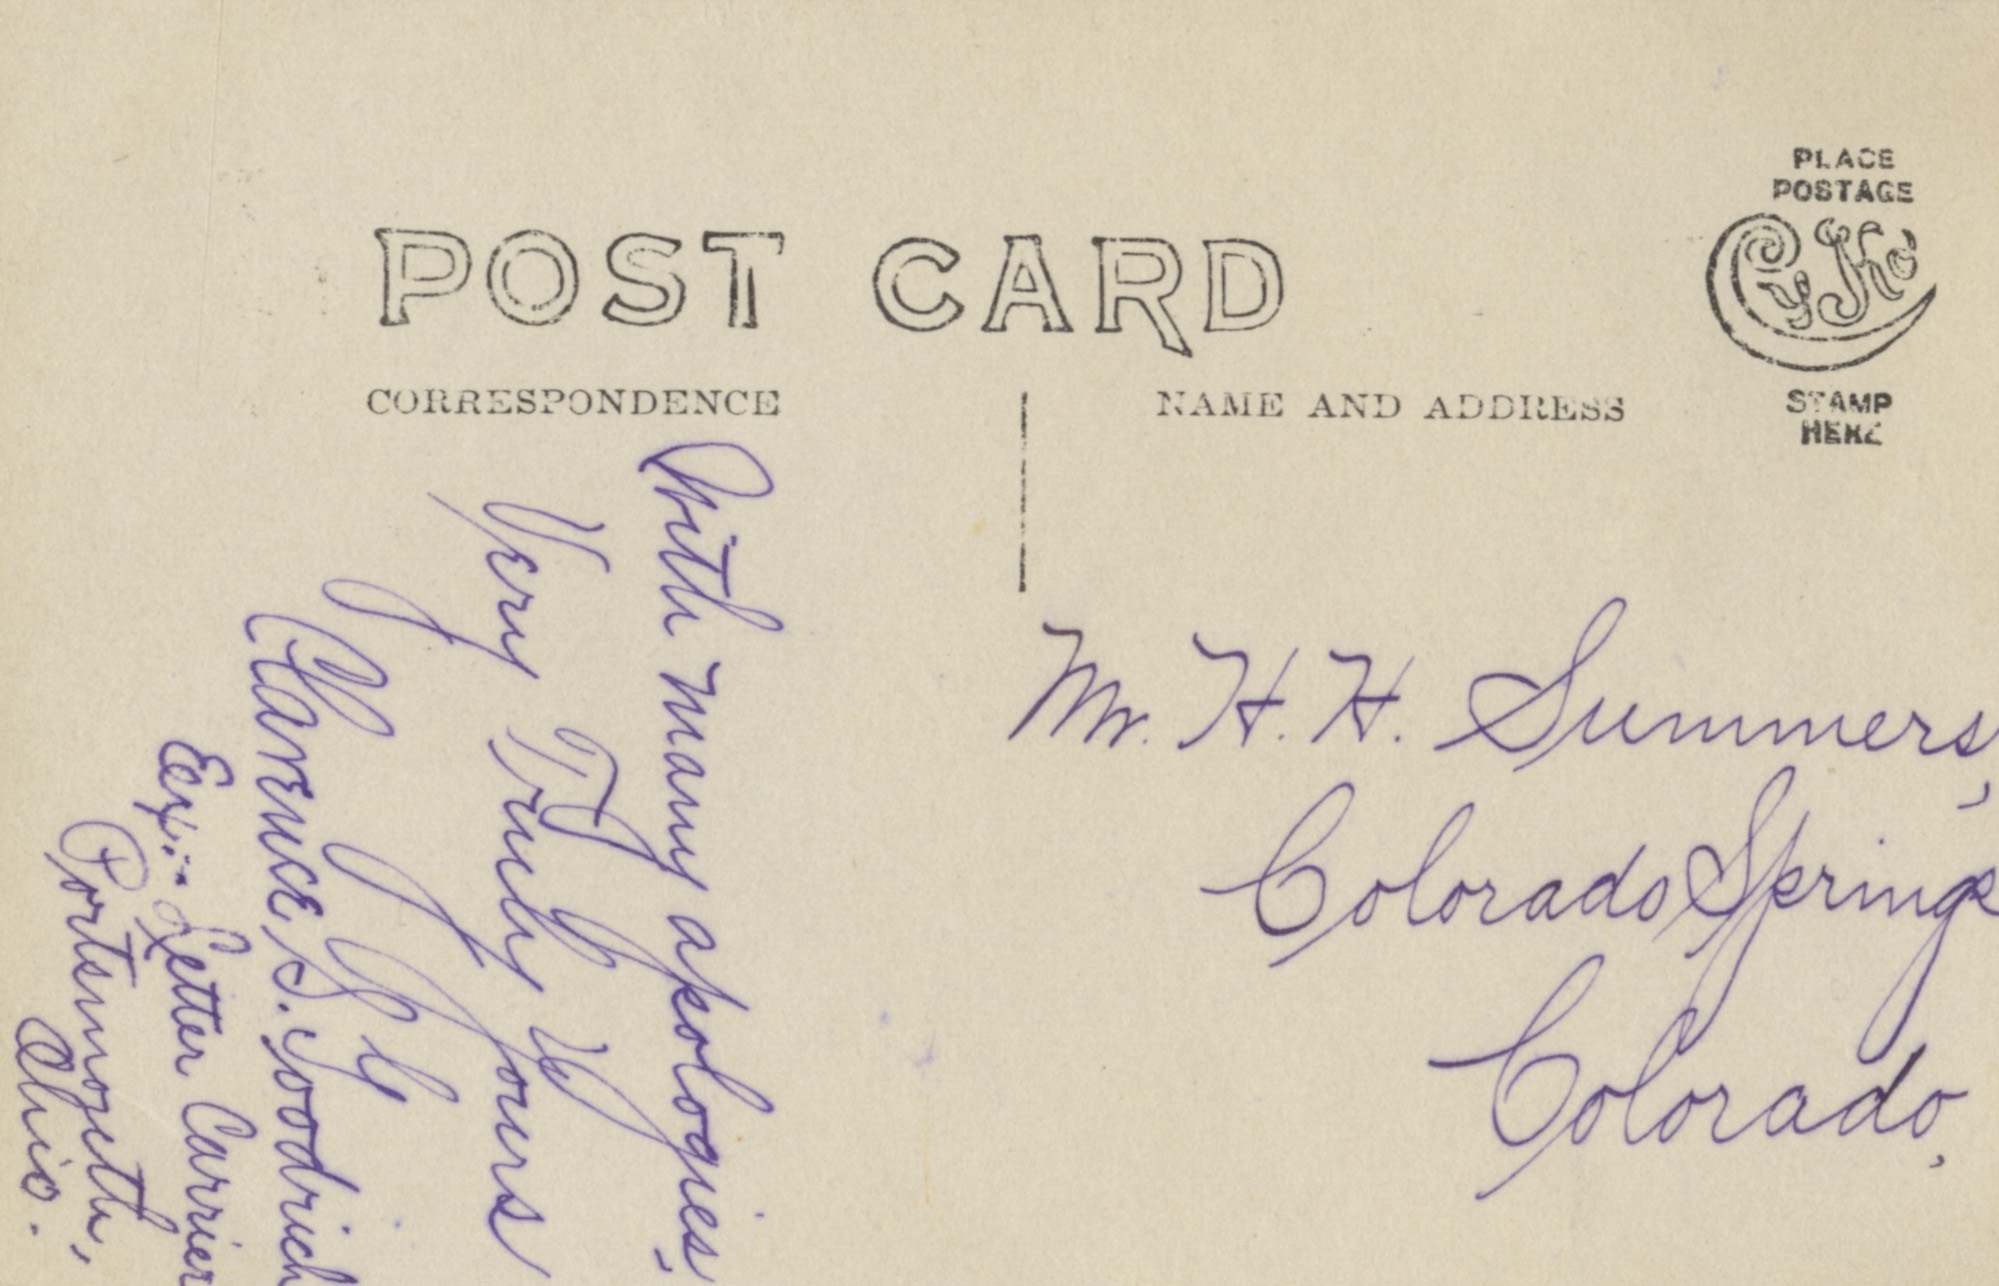 POST CARD
CORRESPONDENCE
NAME AND ADDRESS
PLACE
POSTAGE
CYKO
STAMP
HERE
With many apologies,
Very Truly Yours
Clarence S. Goodrich
Ex:- Letter Carrier
Portsmouth,
Ohio.
Mr. H. H. Summers,
Colorado Springs
Colorado,